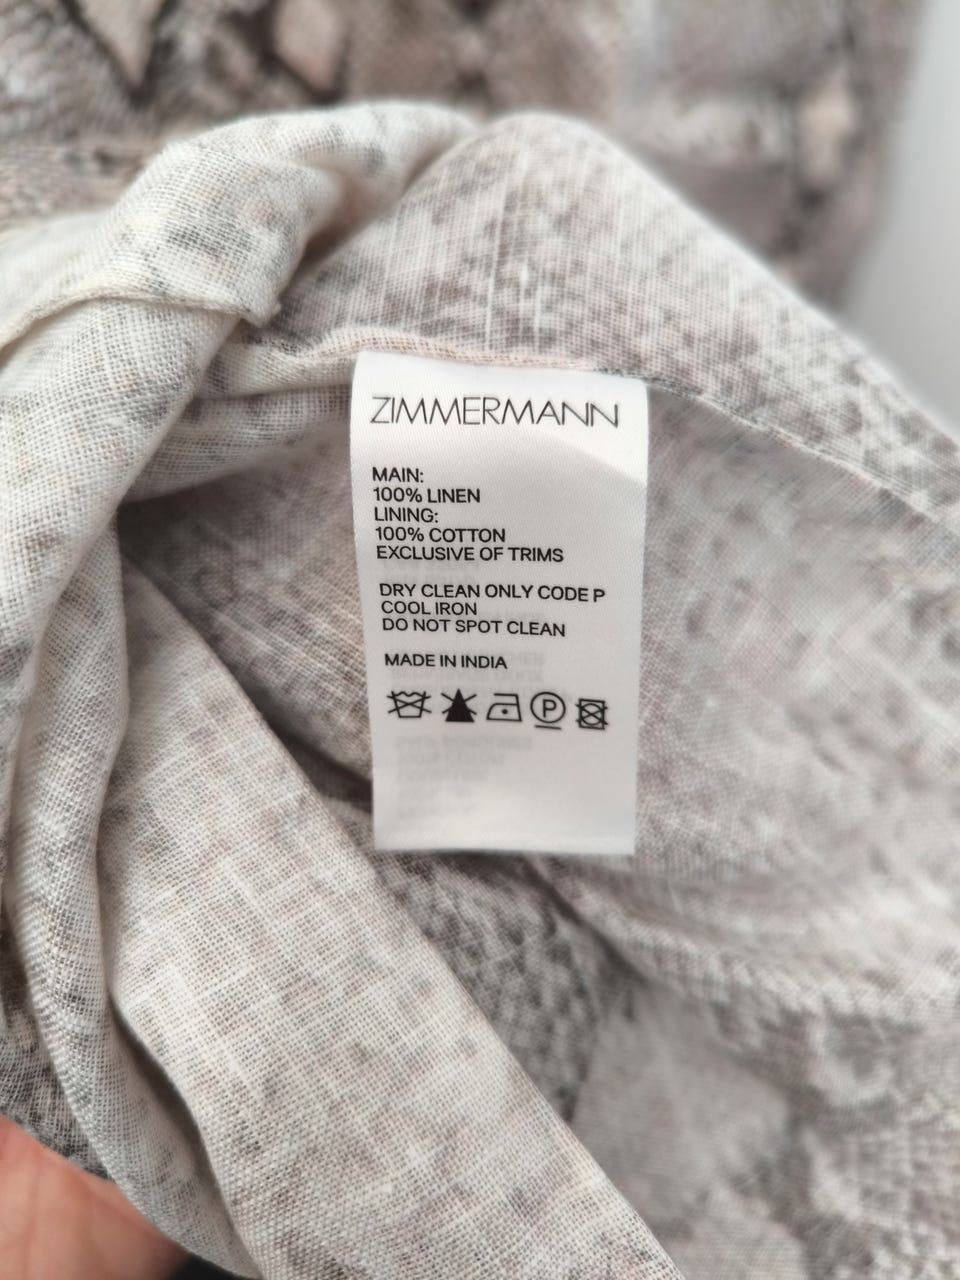 ZIMMERMANN
MAIN:
100% LINEN
LINING:
100% COTTON
EXCLUSIVE OF TRIMS
DRY CLEAN ONLY CODE P
COOL IRON
DO NOT SPOT CLEAN
MADE IN INDIA
P